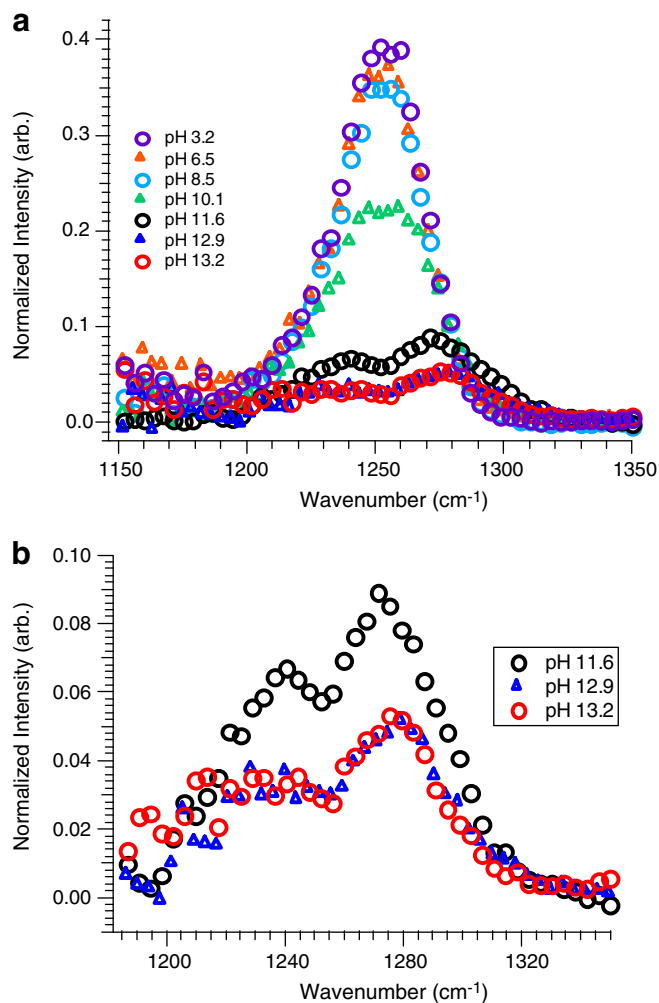 a
0.4
0.3
0.2
0.1
0.0
Normalized Intensity (arb.)
pH 3.2
pH 6.5
pH 8.5
pH 10.1
pH 11.6
pH 12.9
pH 13.2
1150 1200 1250 1300 1350
Wavenumber (cm⁻¹)
b
0.10
0.08
0.06
0.04
0.02
0.00
Normalized Intensity (arb.)
pH 11.6
pH 12.9
pH 13.2
1200 1240 1280 1320
Wavenumber (cm⁻¹)